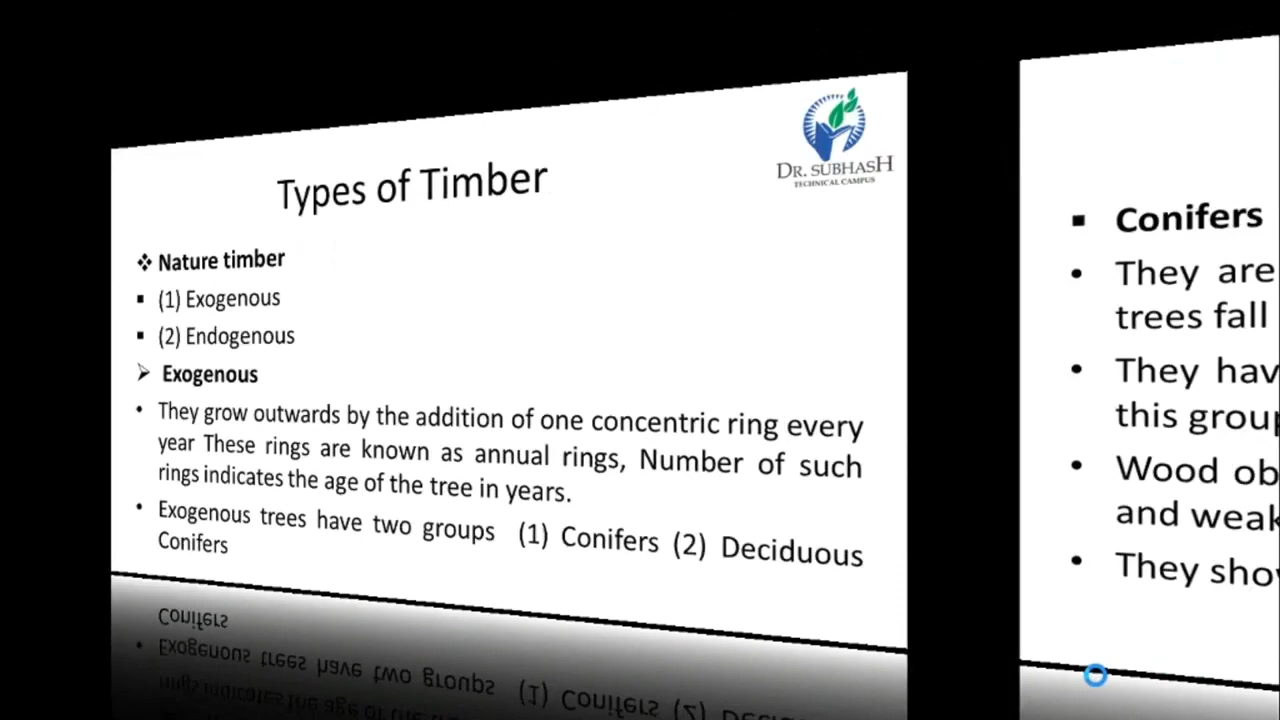 Types of Timber
DR. SUBHASH
TECHNICAL CAMPUS
❖ Nature timber
▪ (1) Exogenous
▪ (2) Endogenous
➢ Exogenous
• They grow outwards by the addition of one concentric ring every
year These rings are known as annual rings, Number of such
rings indicates the age of the tree in years.
• Exogenous trees have two groups (1) Conifers (2) Deciduous
Conifers
▪ Conifers
• They are
trees fall
• They hav
this group
• Wood ob
and weak
• They show